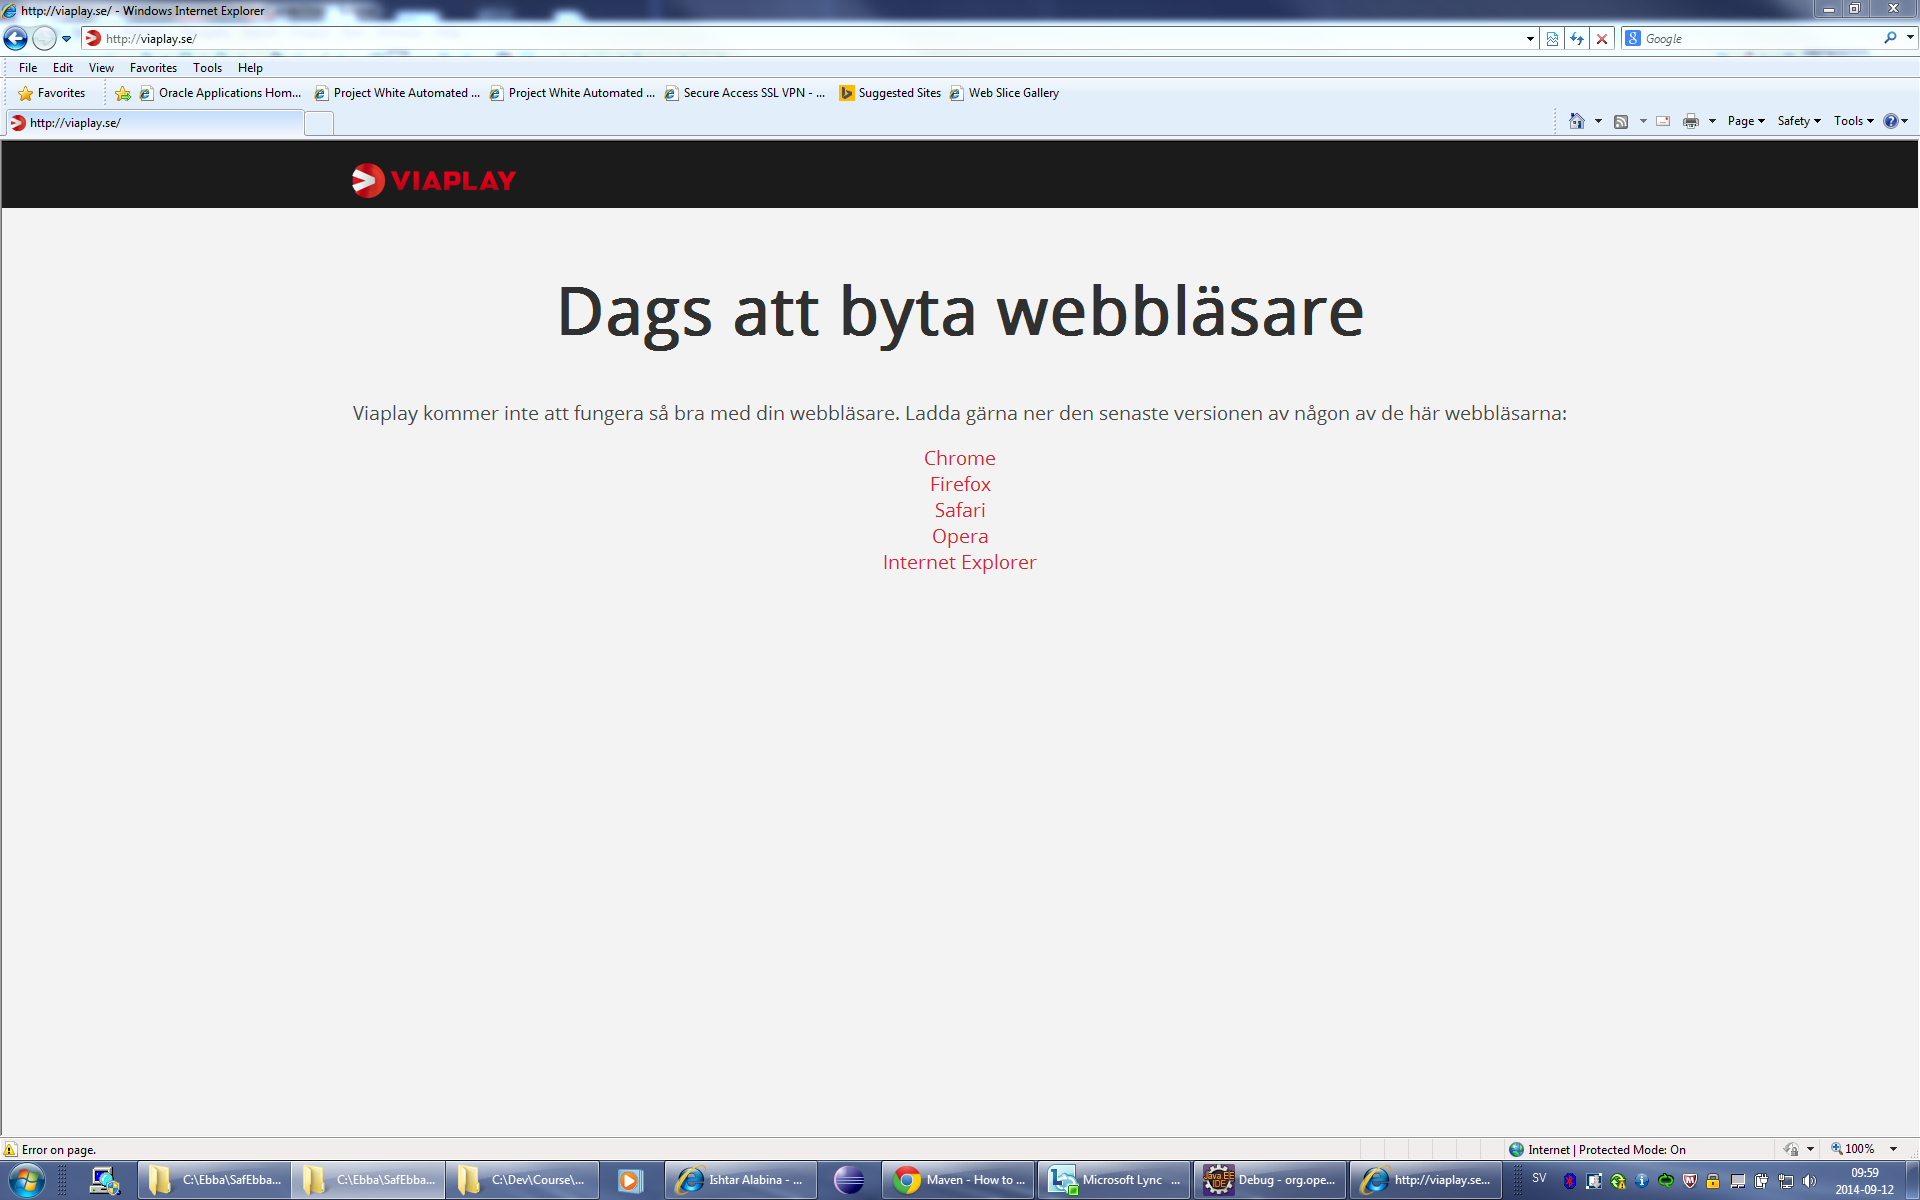 http://viaplay.se/ - Windows Internet Explorer
http://viaplay.se/
Google
File Edit View Favorites Tools Help
Favorites Oracle Applications Hom... Project White Automated ... Project White Automated ... Secure Access SSL VPN - ... Suggested Sites Web Slice Gallery
http://viaplay.se/
Page Safety Tools
VIAPLAY
Dags att byta webbläsare
Viaplay kommer inte att fungera så bra med din webbläsare. Ladda gärna ner den senaste versionen av någon av de här webbläsarna:
Chrome
Firefox
Safari
Opera
Internet Explorer
Error on page.
Internet | Protected Mode: On
100%
C:\Ebba\SafEbba... C:\Ebba\SafEbba... C:\Dev\Course\... Ishtar Alabina - ... Maven - How to ... Microsoft Lync ... Java EE IDE Debug - org.ope... http://viaplay.se... SV
09:59
2014-09-12